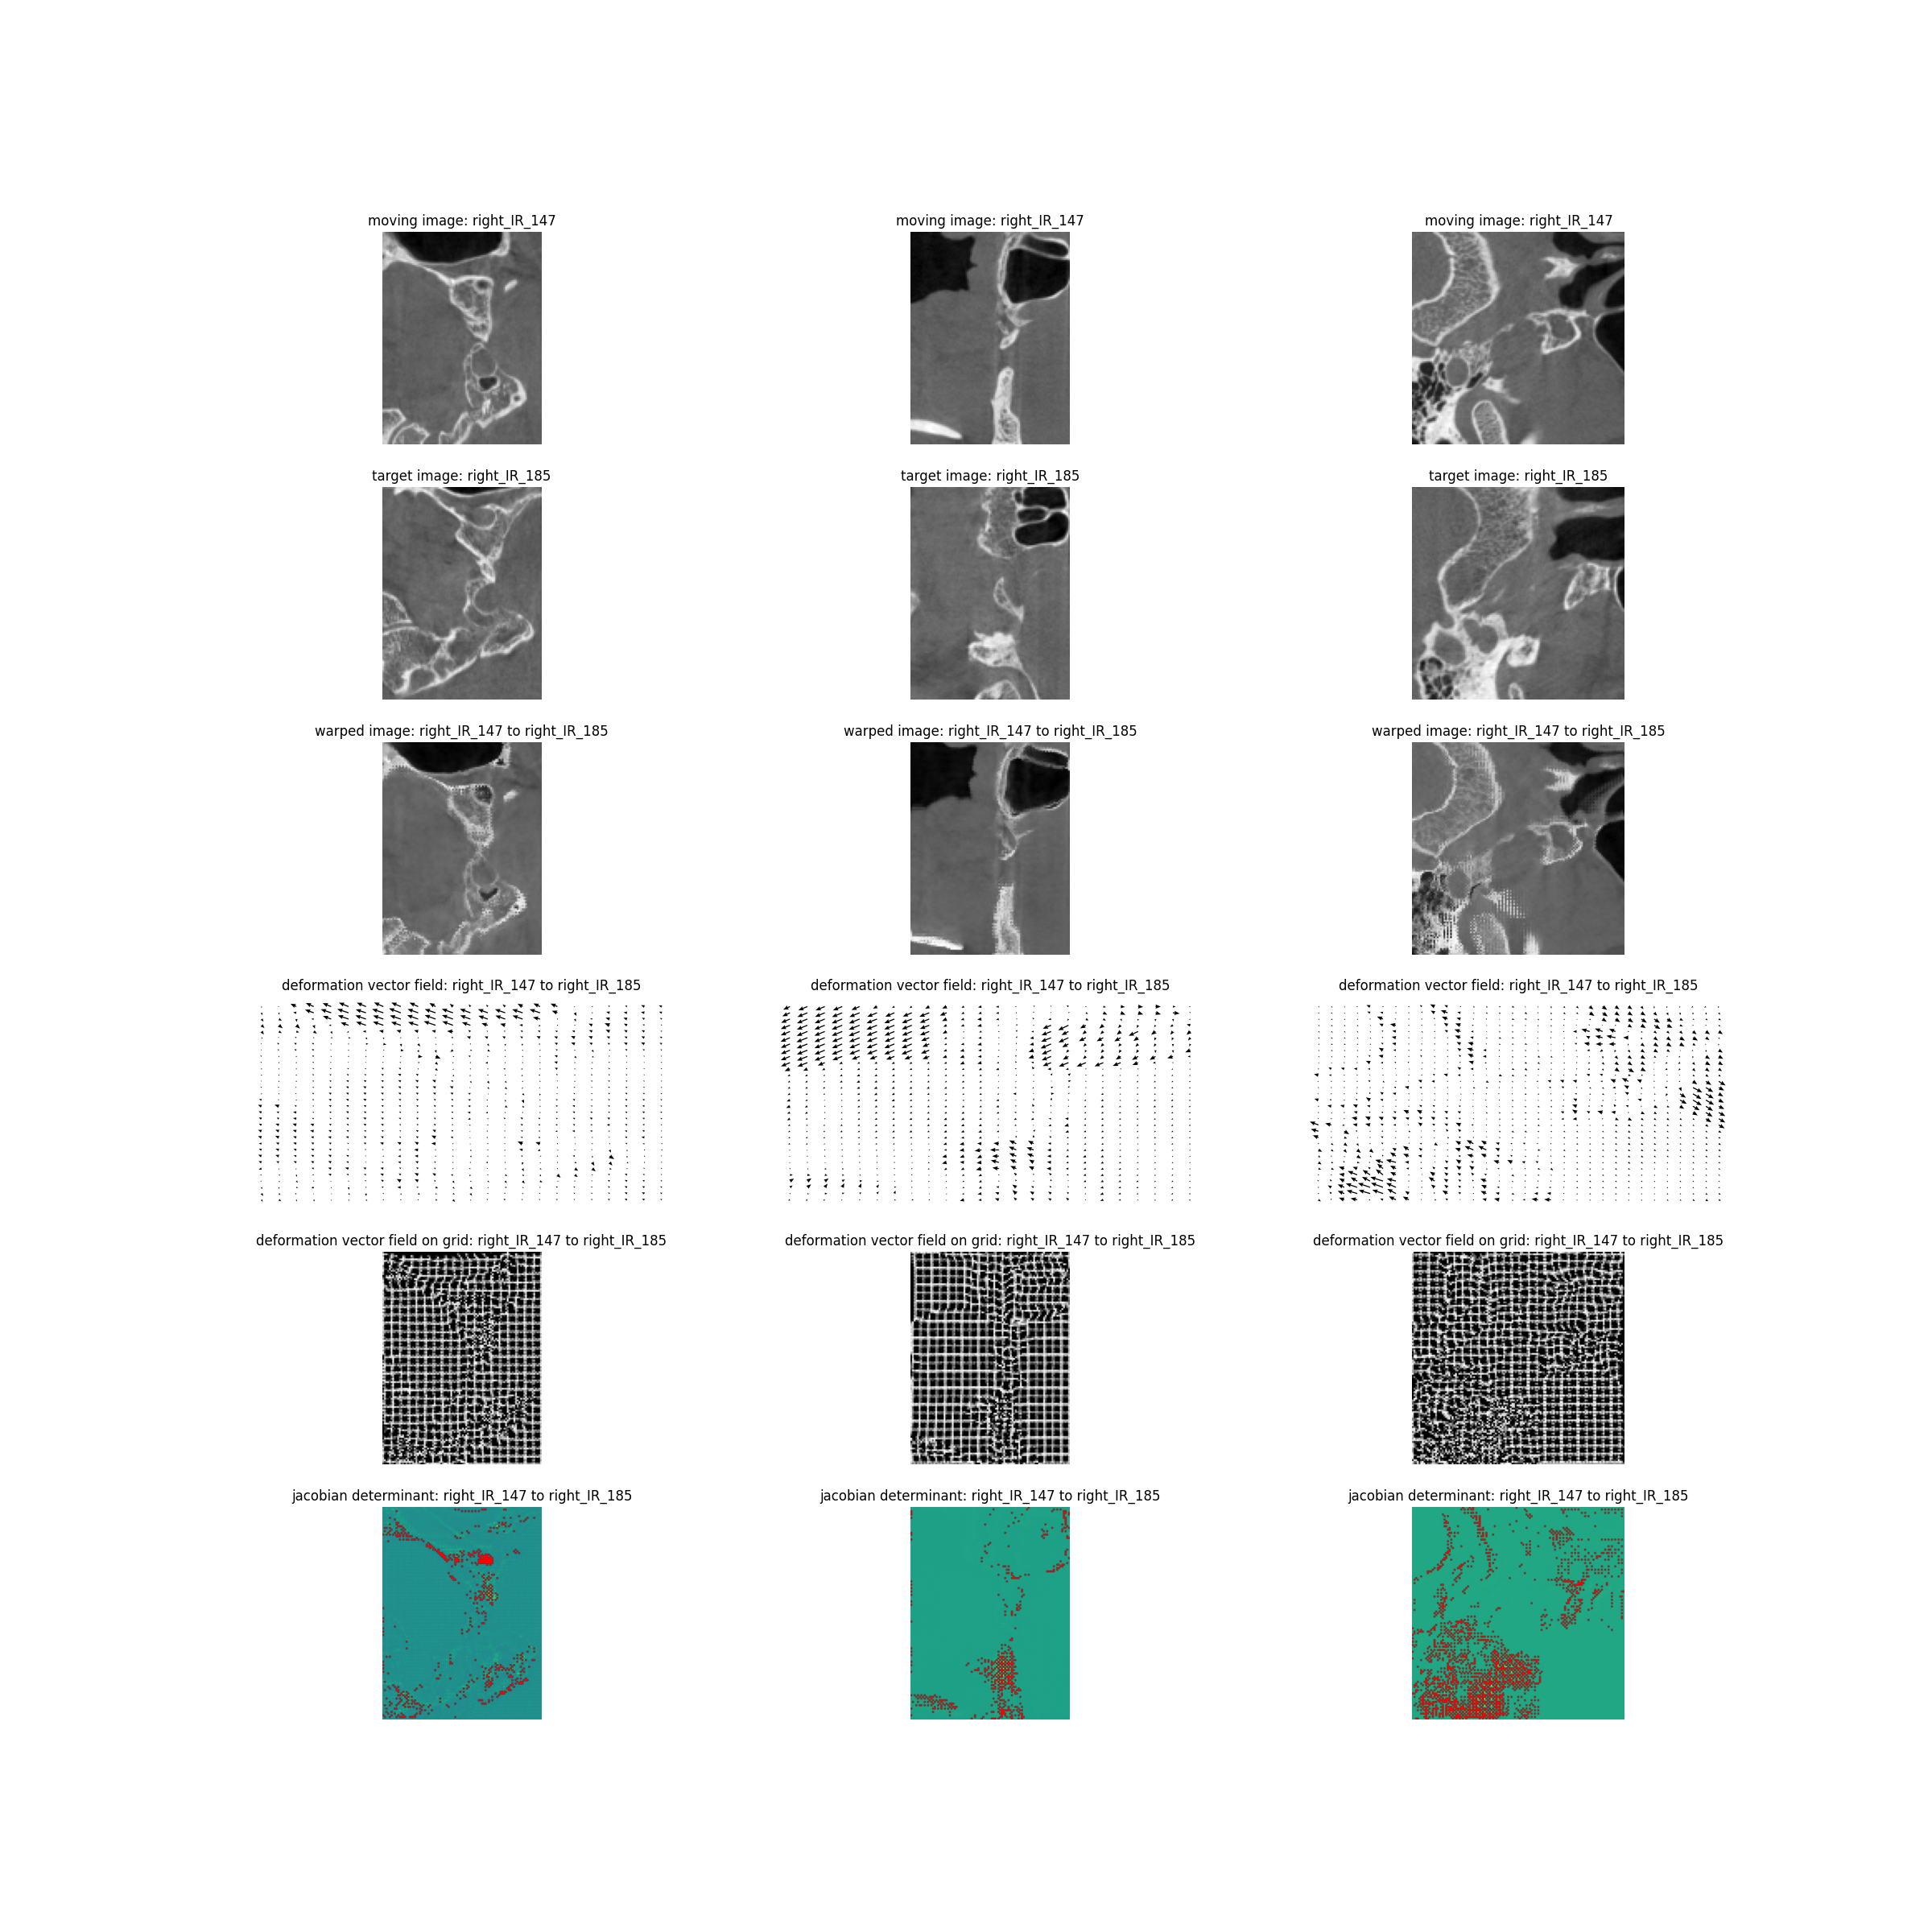 moving image: right_IR_147 moving image: right_IR_147 moving image: right_IR_147
target image: right_IR_185 target image: right_IR_185 target image: right_IR_185
warped image: right_IR_147 to right_IR_185 warped image: right_IR_147 to right_IR_185 warped image: right_IR_147 to right_IR_185
deformation vector field: right_IR_147 to right_IR_185 deformation vector field: right_IR_147 to right_IR_185 deformation vector field: right_IR_147 to right_IR_185
deformation vector field on grid: right_IR_147 to right_IR_185 deformation vector field on grid: right_IR_147 to right_IR_185 deformation vector field on grid: right_IR_147 to right_IR_185
jacobian determinant: right_IR_147 to right_IR_185 jacobian determinant: right_IR_147 to right_IR_185 jacobian determinant: right_IR_147 to right_IR_185